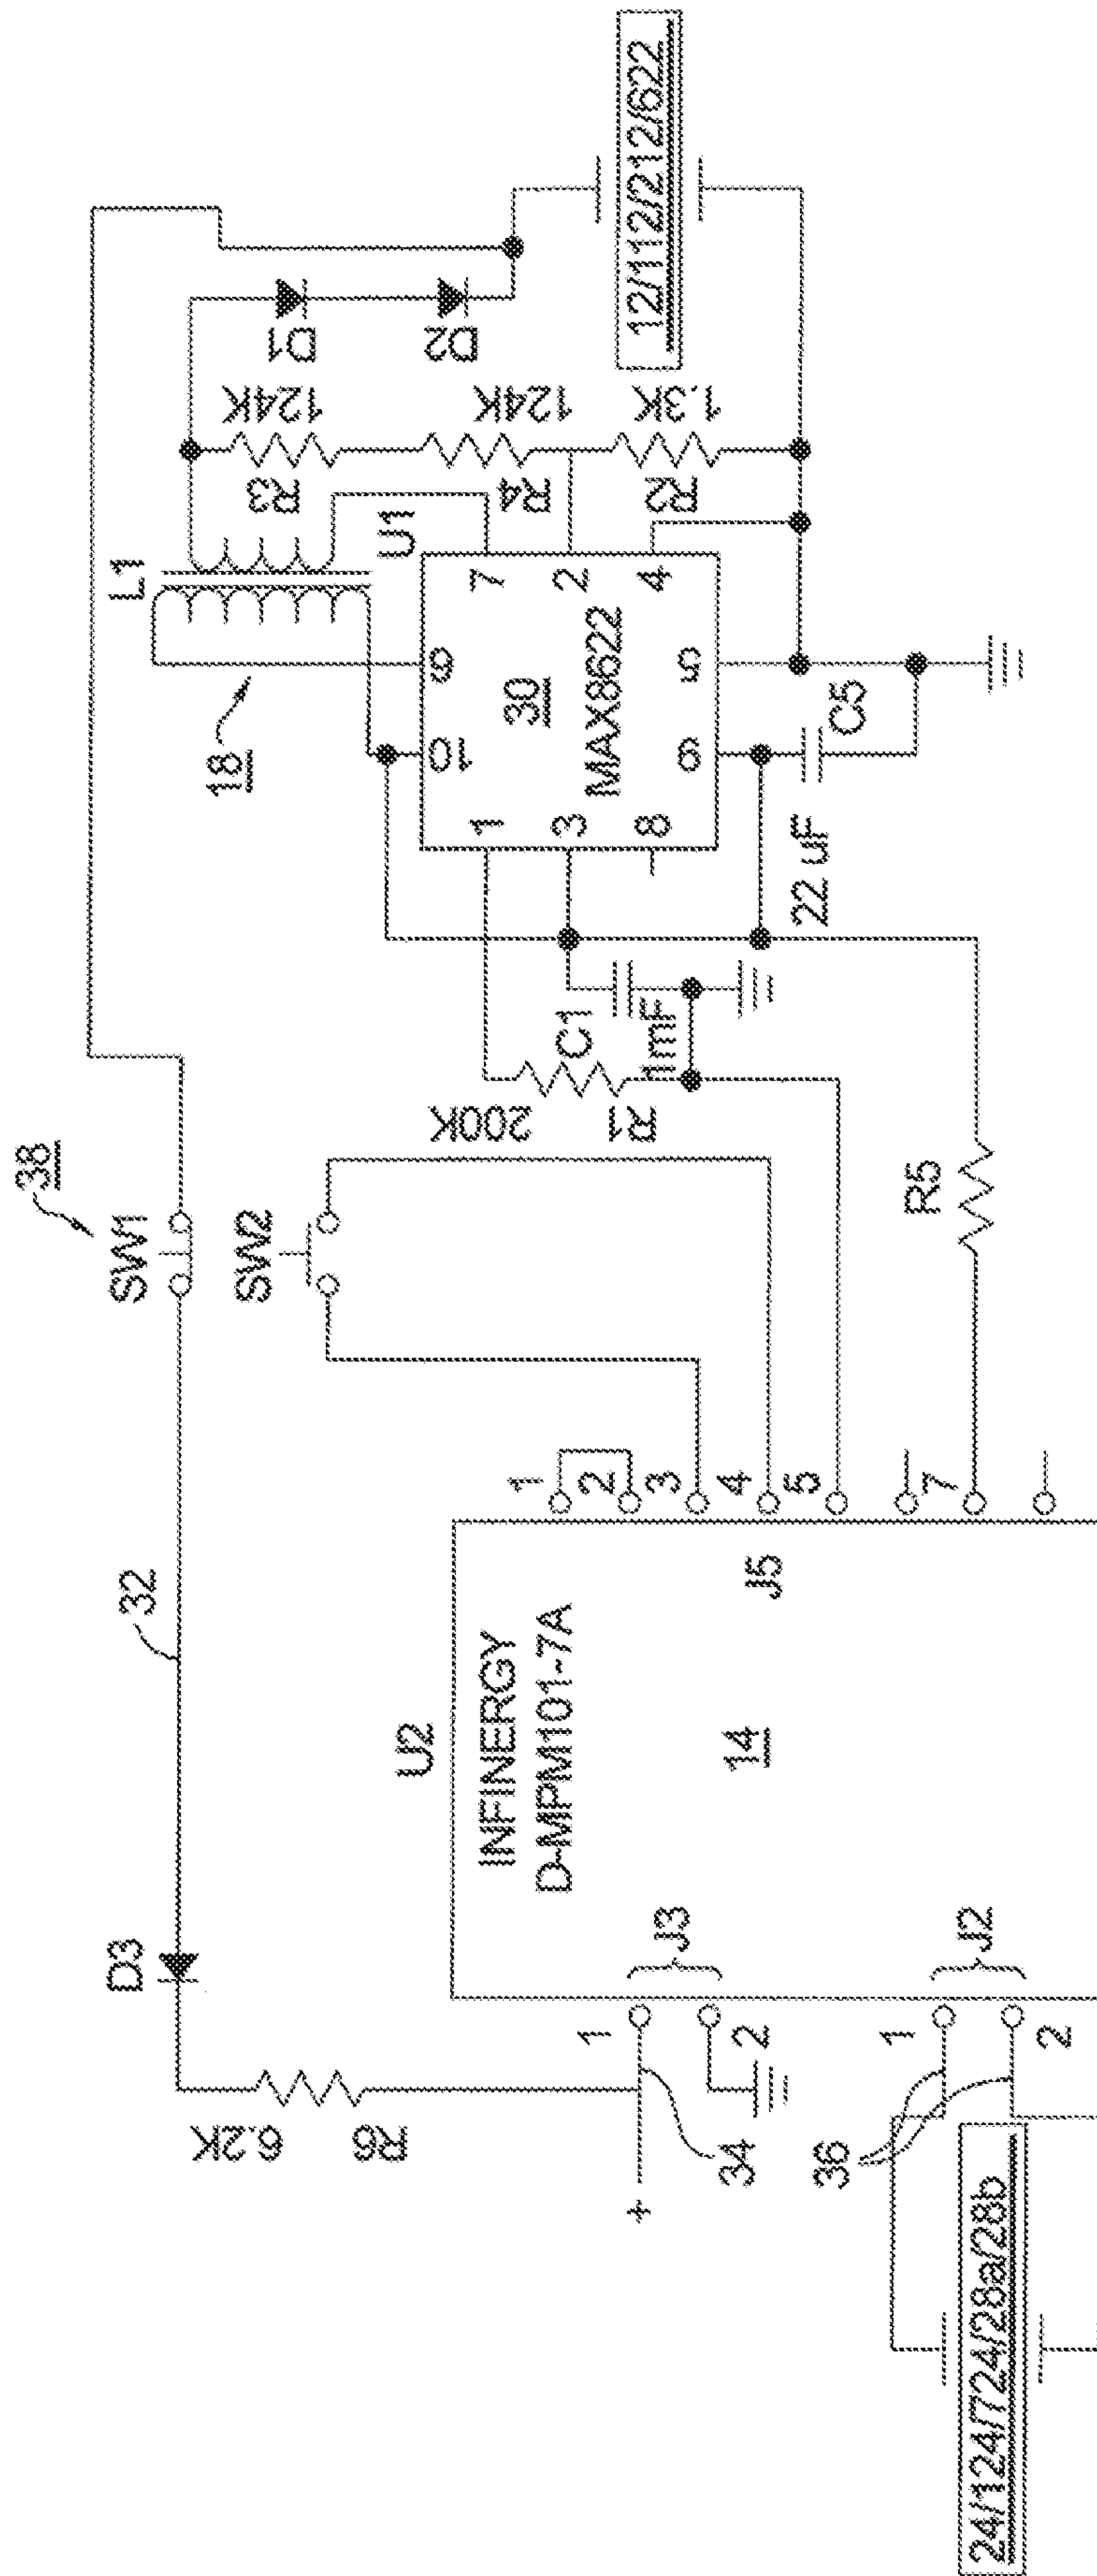 38
SW1
SW2
32
D3
6.2K
R6
U2
INFINERGY
D-MPM101-7A
14
J5
J3
J2
1
2
+
34
1
2
36
24/124/724/28a/28b
1
2
3
4
5
7
R5
200K
R1
C1
1mF
18
L1
U1
10
6
1
3
8
30
MAX8622
7
2
4
9
5
22 uF
C5
R3
124K
R4
124K
R2
1.3K
D1
D2
12/112/212/622